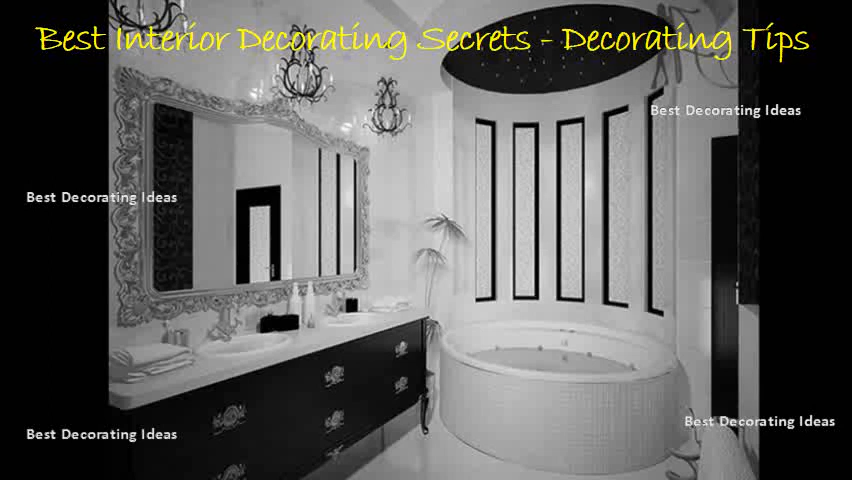 Best Interior Decorating Secrets - Decorating Tips
Best Decorating Ideas
Best Decorating Ideas
Best Decorating Ideas
Best Decorating Ideas